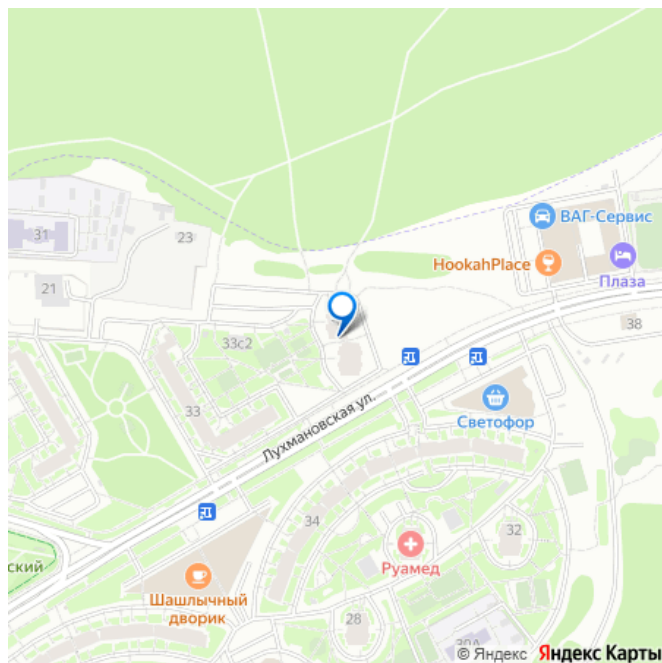 ВАГ-Сервис
31
23
HookahPlace
Плаза
21
33с2
38
33
Лухмановская ул.
Светофор
34
32
ский
Руамед
Шашлычный
дворик
28
30А
© Яндекс Яндекс Карты